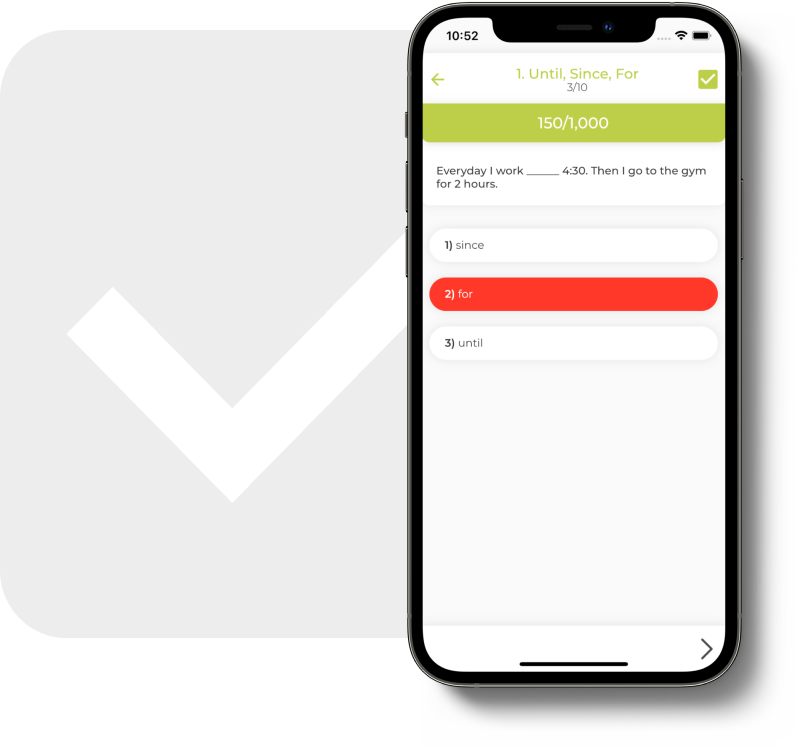 10:52
1. Until, Since, For
3/10
150/1,000
Everyday I work ______ 4:30. Then I go to the gym
for 2 hours.
1) since
2) for
3) until